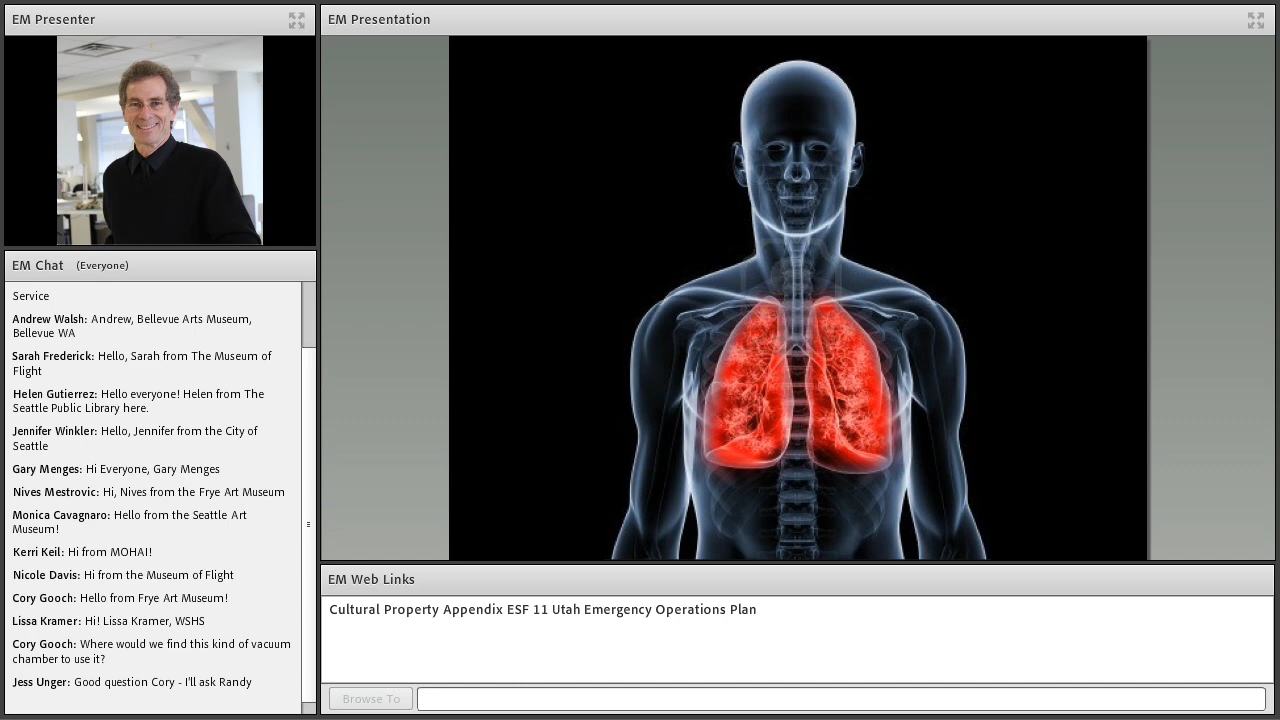 EM Presenter
EM Presentation
EM Chat (Everyone)
Service
Andrew Walsh: Andrew, Bellevue Arts Museum,
Bellevue WA
Sarah Frederick: Hello, Sarah from The Museum of
Flight
Helen Gutierrez: Hello everyone! Helen from The
Seattle Public Library here.
Jennifer Winkler: Hello, Jennifer from the City of
Seattle
Gary Menges: Hi Everyone, Gary Menges
Nives Mestrovic: Hi, Nives from the Frye Art Museum
Monica Cavagnaro: Hello from the Seattle Art
Museum!
Kerri Keil: Hi from MOHAI!
Nicole Davis: Hi from the Museum of Flight
Cory Gooch: Hello from Frye Art Museum!
Lissa Kramer: Hi! Lissa Kramer, WSHS
Cory Gooch: Where would we find this kind of vacuum
chamber to use it?
Jess Unger: Good question Cory - I'll ask Randy
EM Web Links
Cultural Property Appendix ESF 11 Utah Emergency Operations Plan
Browse To